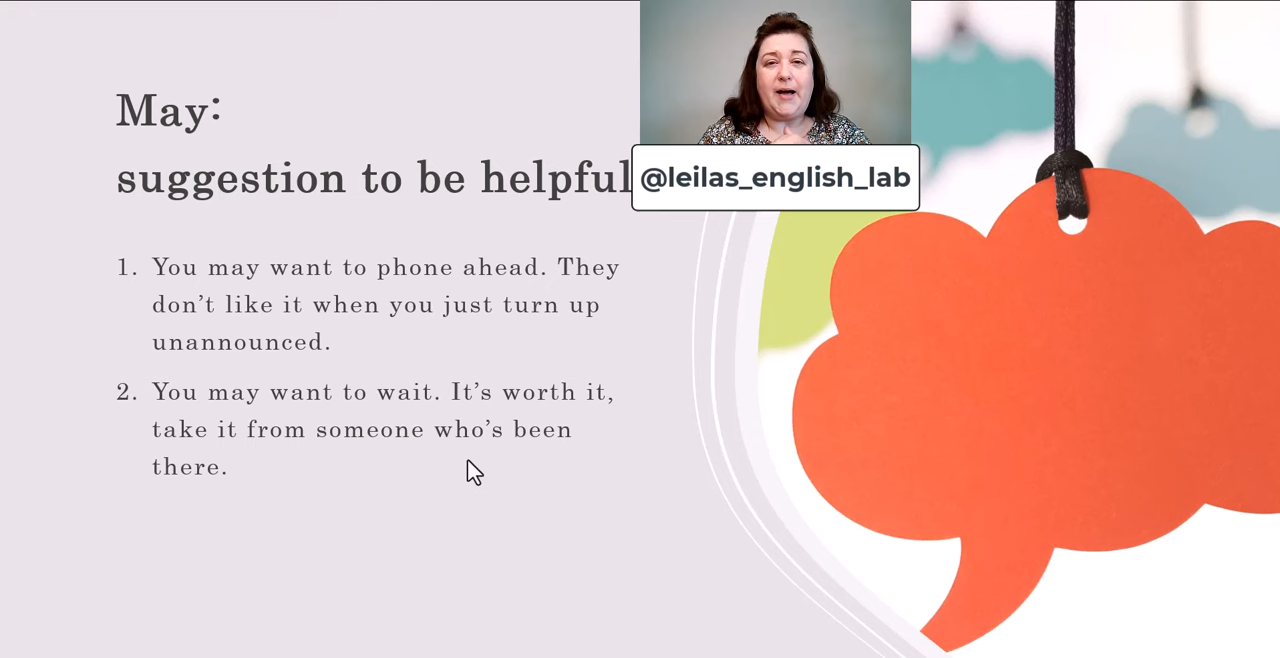 May:
suggestion to be helpful
@leilas_english_lab
1. You may want to phone ahead. They
don’t like it when you just turn up
unannounced.
2. You may want to wait. It’s worth it,
take it from someone who’s been
there.